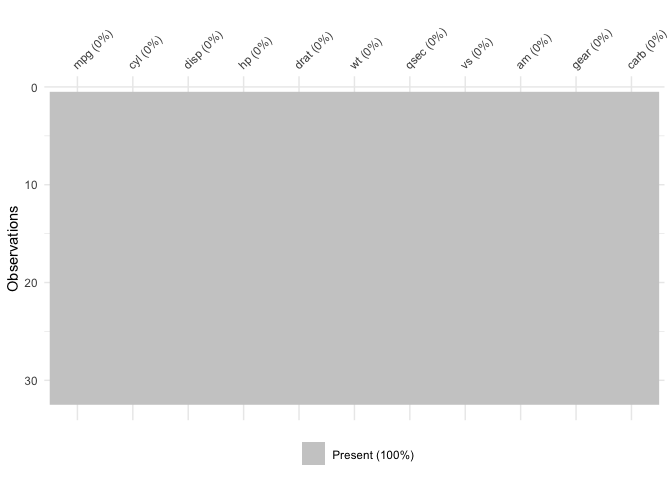 mpg (0%) cyl (0%) disp (0%) hp (0%) drat (0%) wt (0%) qsec (0%) vs (0%) am (0%) gear (0%) carb (0%)
0
10
20
30
Observations
Present (100%)